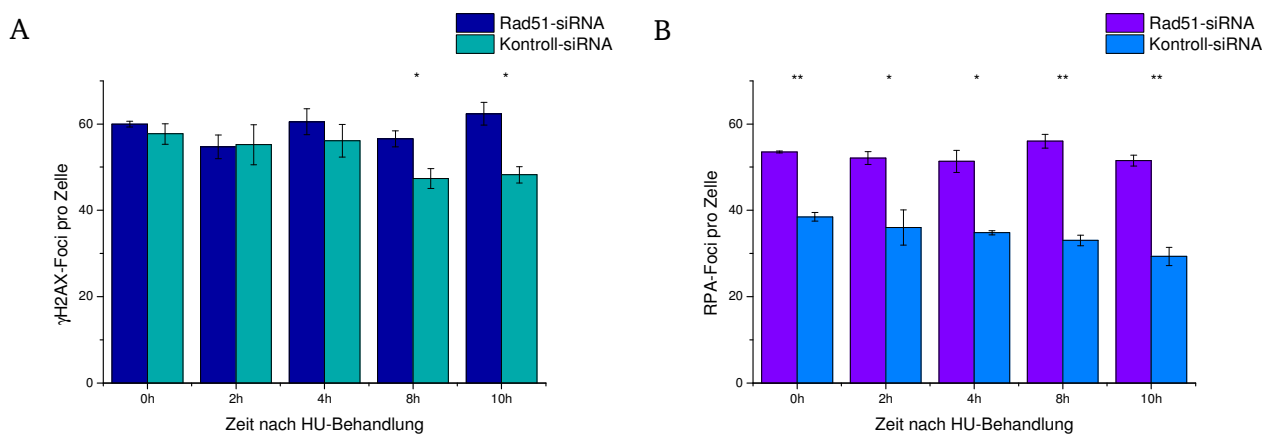 A
Rad51-siRNA
Kontroll-siRNA
* *
γH2AX-Foci pro Zelle
60
40
20
0
0h 2h 4h 8h 10h
Zeit nach HU-Behandlung
B
Rad51-siRNA
Kontroll-siRNA
** * * ** **
RPA-Foci pro Zelle
60
40
20
0
0h 2h 4h 8h 10h
Zeit nach HU-Behandlung